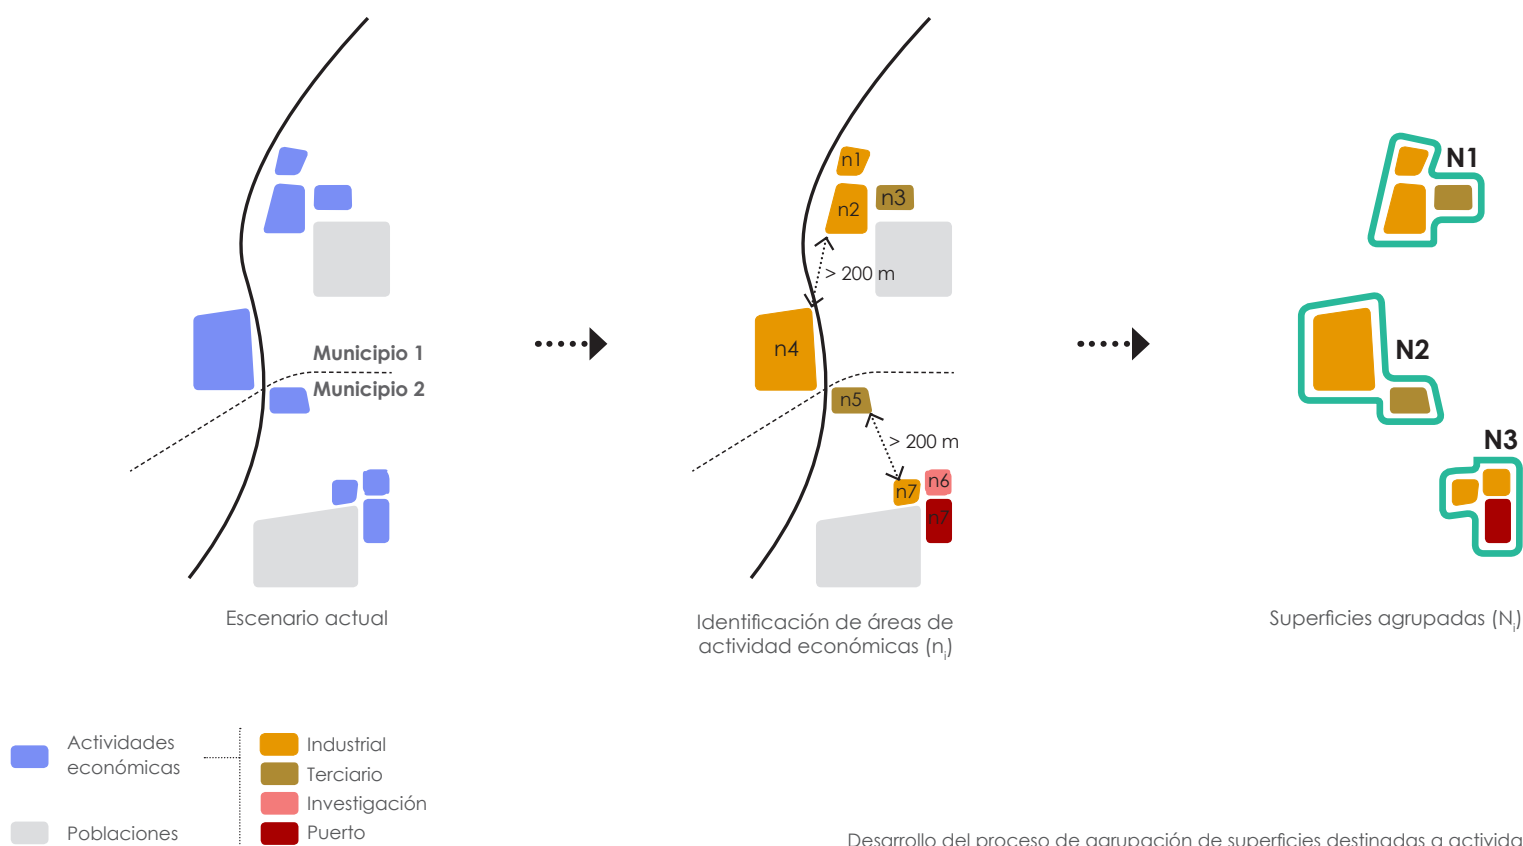 n1
n2
n3
> 200 m
n4
Municipio 1
Municipio 2
n5
> 200 m
n7
n6
n7
N1
N2
N3
Escenario actual
Identificación de áreas de
actividad económicas (ni)
Superficies agrupadas (Ni)
Actividades
económicas
Poblaciones
Industrial
Terciario
Investigación
Puerto
Desarrollo del proceso de agrupación de superficies destinadas a activida